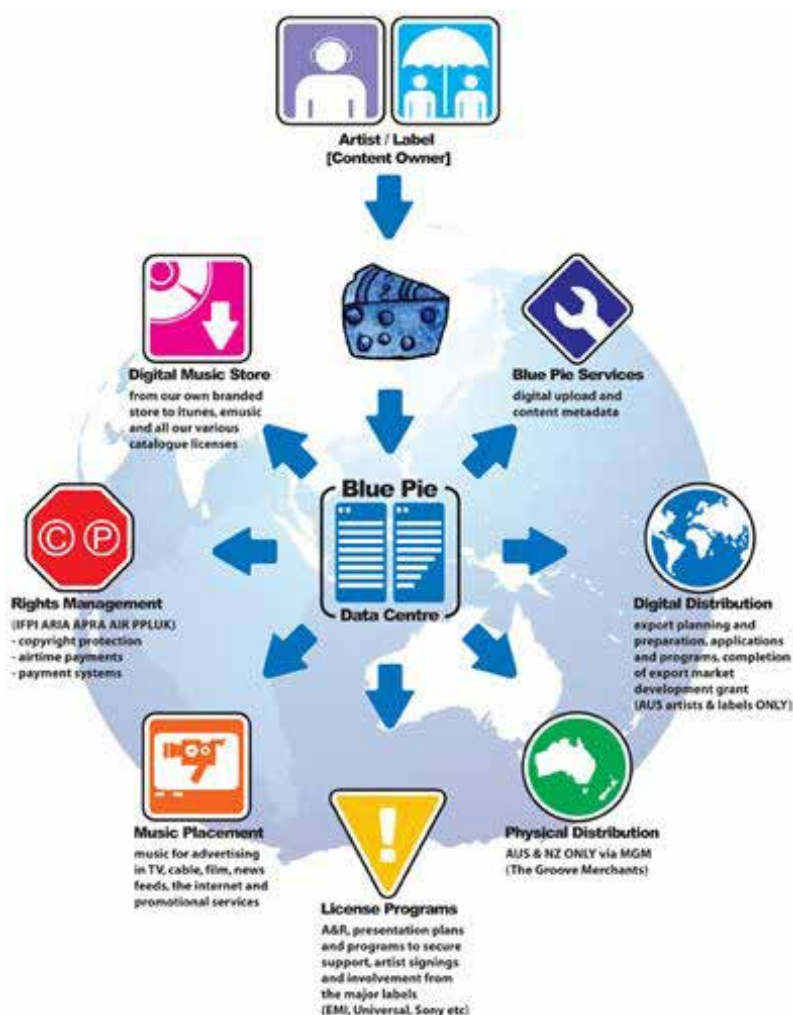 Artist / Label
[Content Owner]
Digital Music Store
from our own branded
store to itunes, emusic
and all our various
catalogue licenses
Blue Pie Services
digital upload and
content metadata
Blue Pie
Data Centre
C P
Rights Management
(IFPI ARIA APRA AIR PPLUK)
- copyright protection
- airtime payments
- payment systems
Digital Distribution
export planning and
preparation, applications
and programs, completion
of export market
development grant
(AUS artists & labels ONLY)
Music Placement
music for advertising
in TV, cable, film, news
feeds, the internet and
promotional services
!
License Programs
A&R, presentation plans
and programs to secure
support, artist signings
and involvement from
the major labels
(EMI, Universal, Sony etc)
Physical Distribution
AUS & NZ ONLY via MGM
(The Groove Merchants)